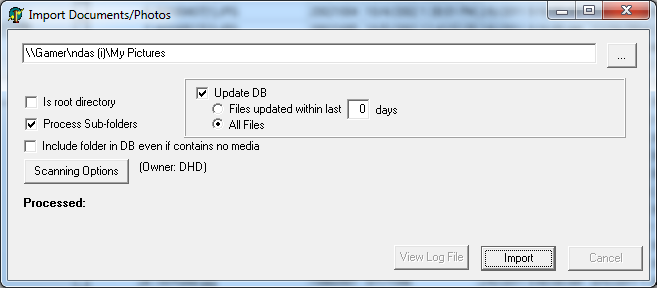 Import Documents/Photos
\\Gamer\ndas (i)\My Pictures
...
Is root directory
Update DB
Files updated within last 0 days
Process Sub-folders
All Files
Include folder in DB even if contains no media
Scanning Options (Owner: DHD)
Processed:
View Log File Import Cancel